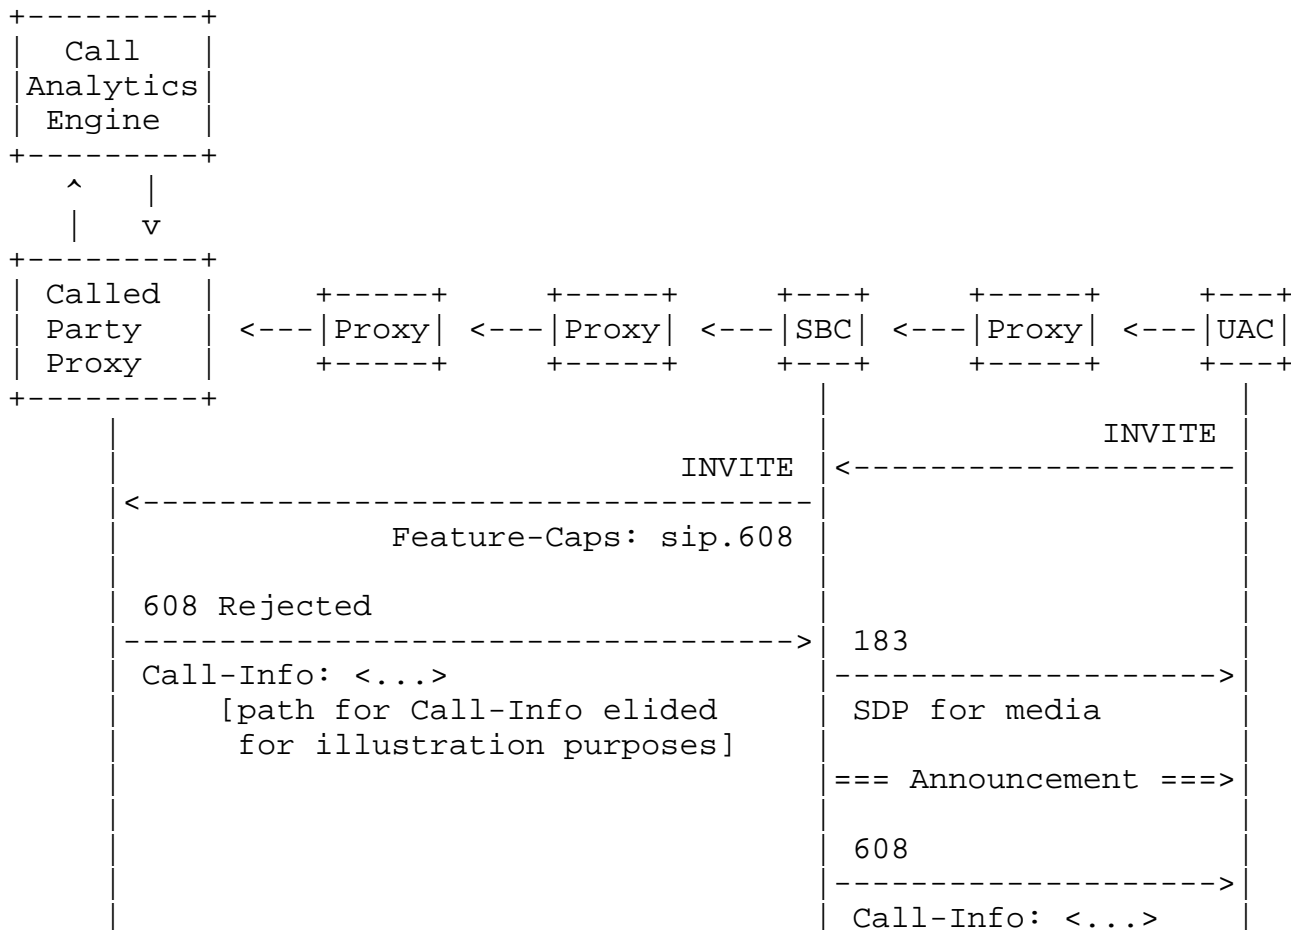 +---------+
|  Call   |
|Analytics|
| Engine  |
+---------+
   ^   |
   |   v
+---------+
| Called  |     +-----+     +-----+     +---+     +-----+     +---+
| Party   | <---|Proxy| <---|Proxy| <---|SBC| <---|Proxy| <---|UAC|
| Proxy   |     +-----+     +-----+     +---+     +-----+     +---+
+---------+                               |                     |
     |                                    |              INVITE |
     |                             INVITE |<--------------------|
     |<-----------------------------------|                     |
     |              Feature-Caps: sip.608 |                     |
     |                                    |                     |
     | 608 Rejected                       |                     |
     |----------------------------------->| 183                 |
     | Call-Info: <...>                   |-------------------->|
     |     [path for Call-Info elided     | SDP for media       |
     |      for illustration purposes]    |                     |
     |                                    |=== Announcement ===>|
     |                                    |                     |
     |                                    | 608                 |
     |                                    |-------------------->|
     |                                    | Call-Info: <...>    |